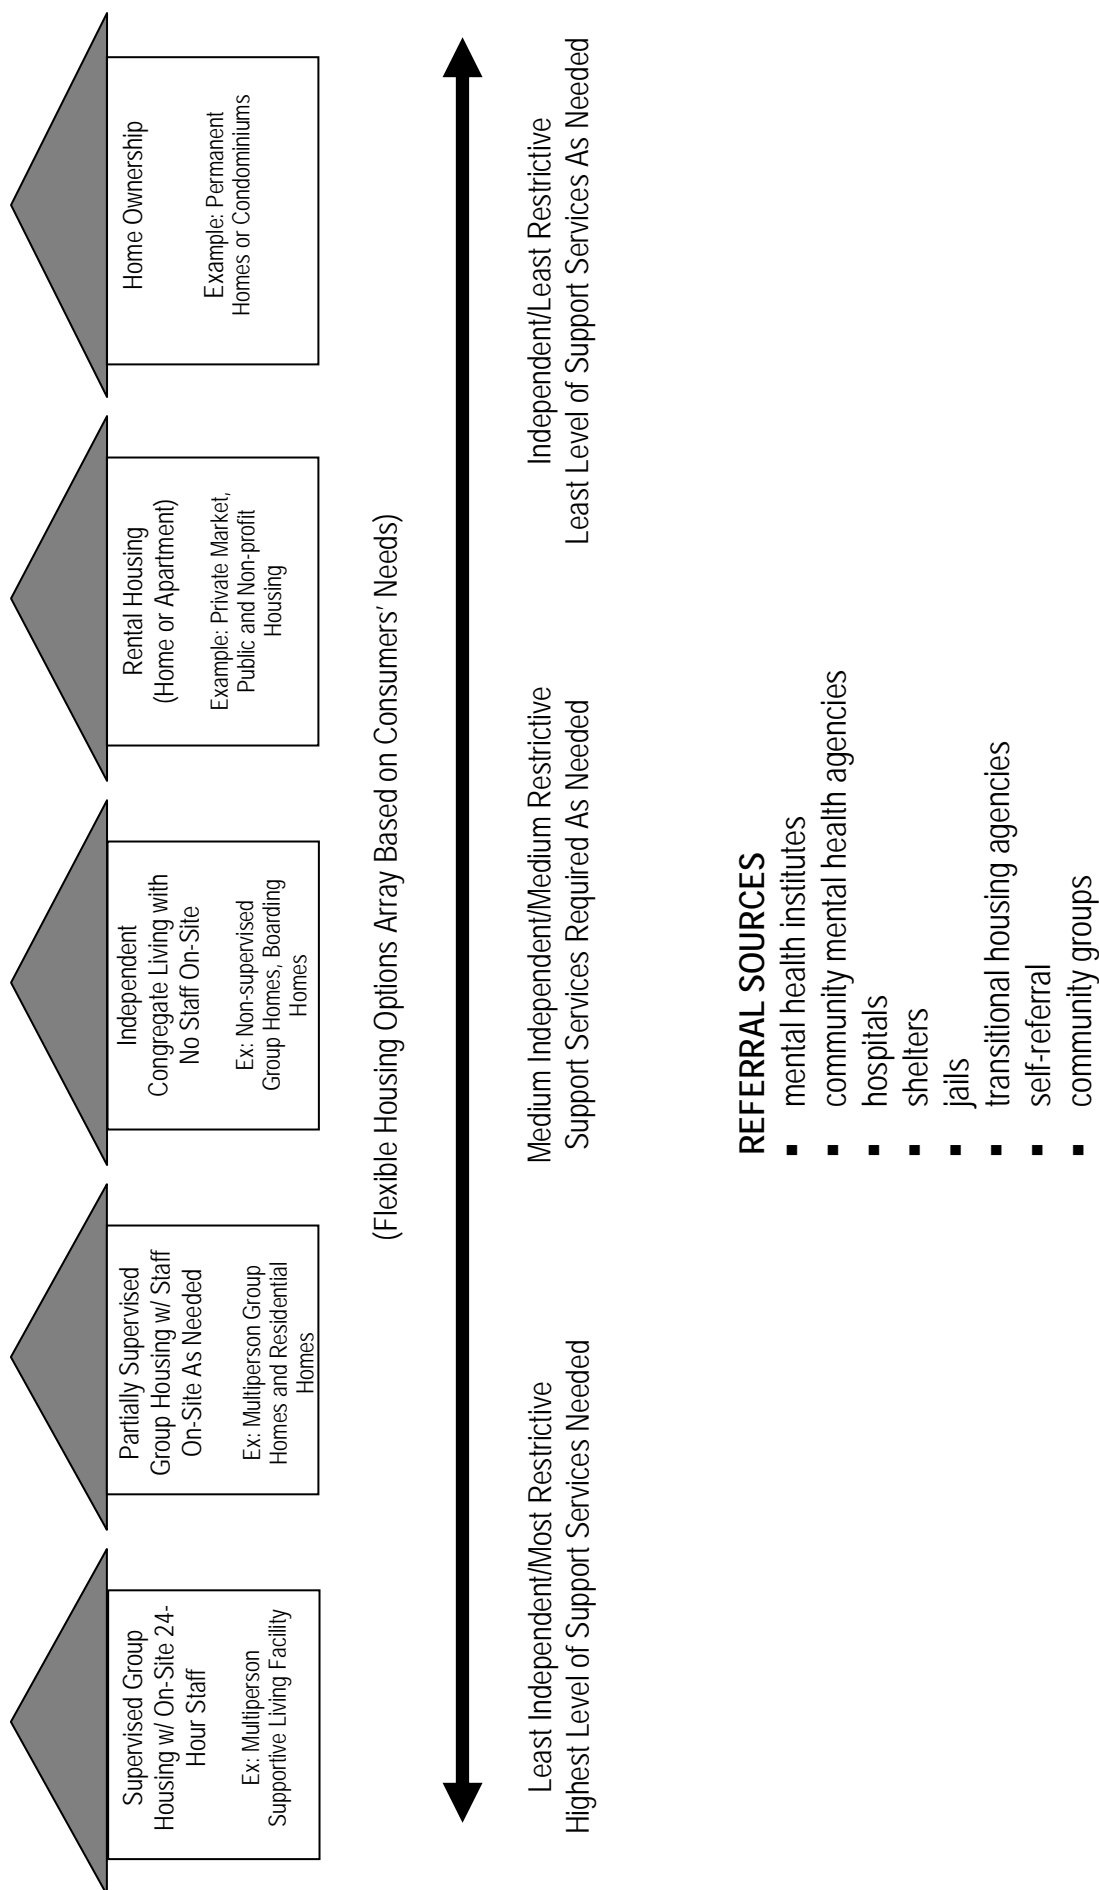 Supervised Group
Housing w/ On-Site 24-
Hour Staff
Ex: Multiperson
Supportive Living Facility
Partially Supervised
Group Housing w/ Staff
On-Site As Needed
Ex: Multiperson Group
Homes and Residential
Homes
Independent
Congregate Living with
No Staff On-Site
Ex: Non-supervised
Group Homes, Boarding
Homes
Rental Housing
(Home or Apartment)
Example: Private Market,
Public and Non-profit
Housing
Home Ownership
Example: Permanent
Homes or Condominiums
(Flexible Housing Options Array Based on Consumers' Needs)
Least Independent/Most Restrictive
Highest Level of Support Services Needed
Medium Independent/Medium Restrictive
Support Services Required As Needed
Independent/Least Restrictive
Least Level of Support Services As Needed
REFERRAL SOURCES
▪ mental health institutes
▪ community mental health agencies
▪ hospitals
▪ shelters
▪ jails
▪ transitional housing agencies
▪ self-referral
▪ community groups